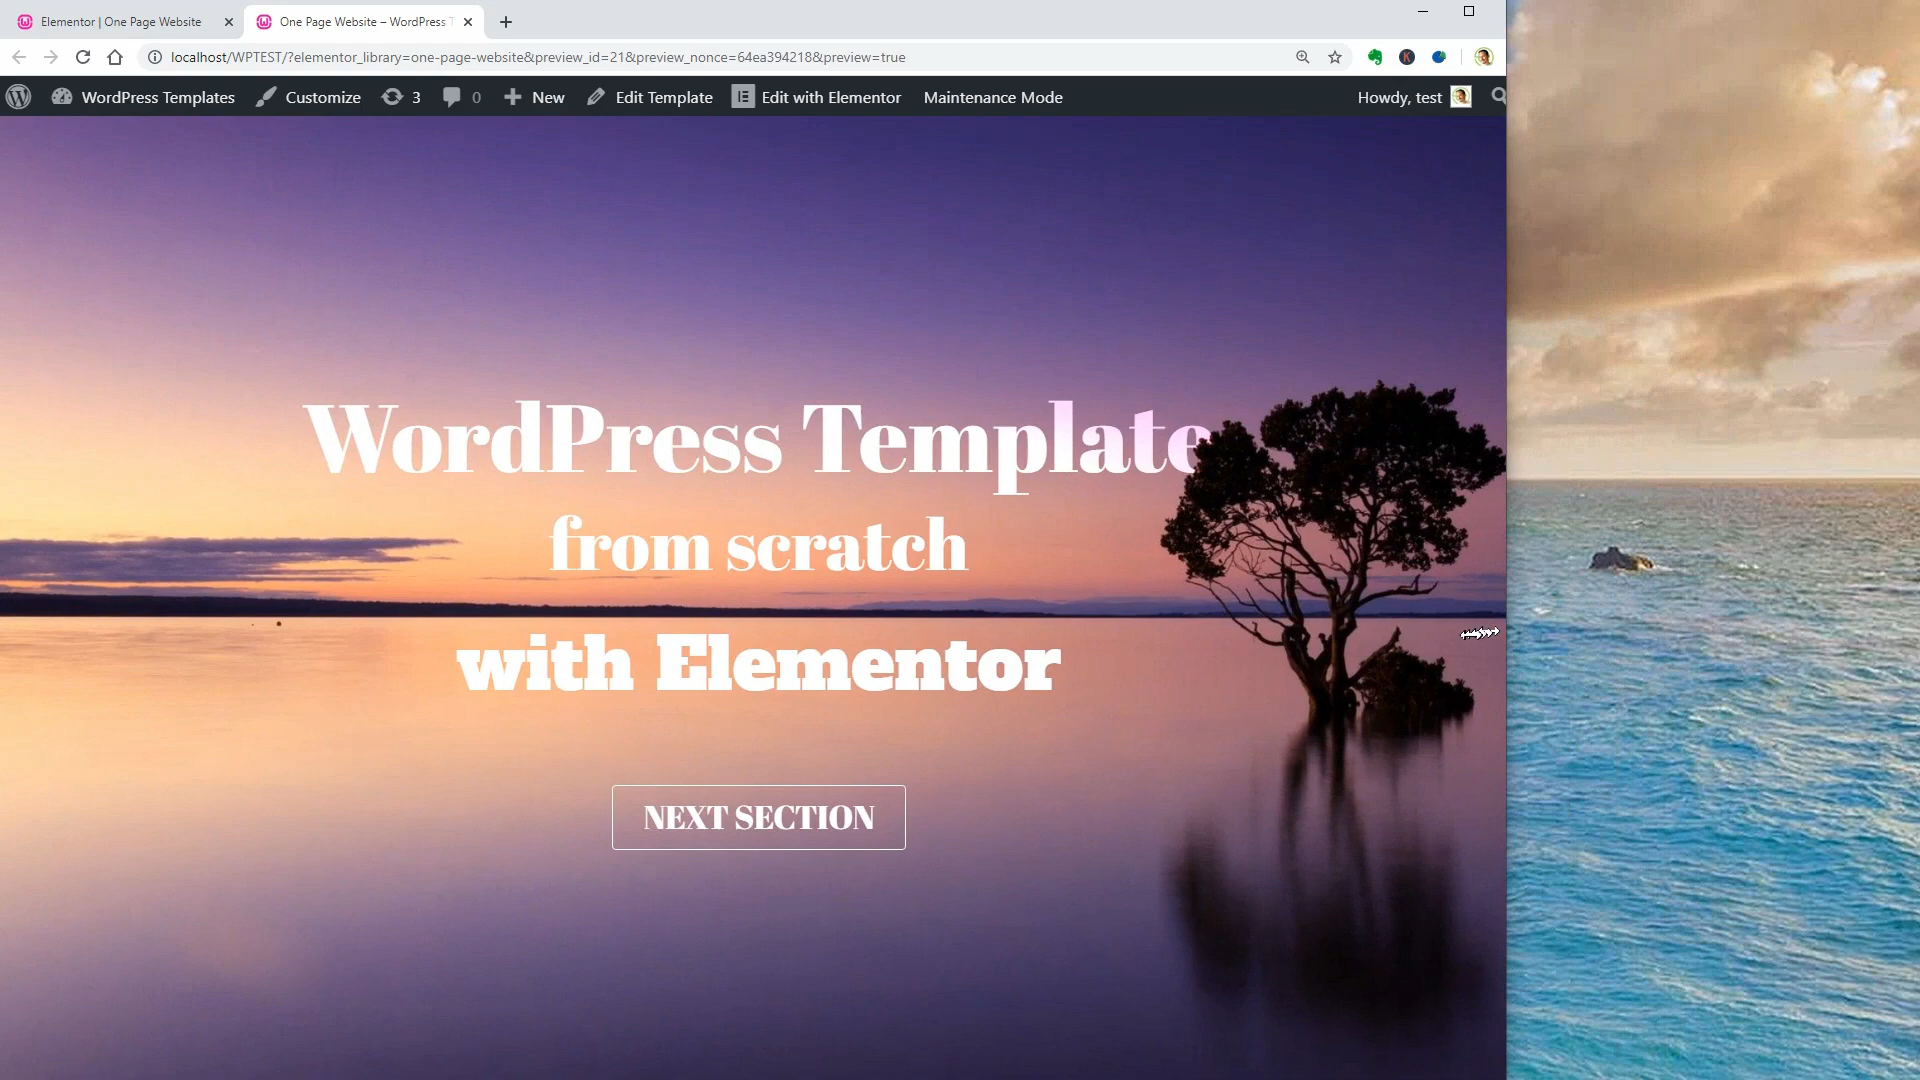 Elementor | One Page Website
One Page Website – WordPress T
localhost/WPTEST/?elementor_library=one-page-website&preview_id=21&preview_nonce=64ea394218&preview=true
WordPress Templates Customize 3 0 New Edit Template Edit with Elementor Maintenance Mode Howdy, test
WordPress Template
from scratch
with Elementor
NEXT SECTION